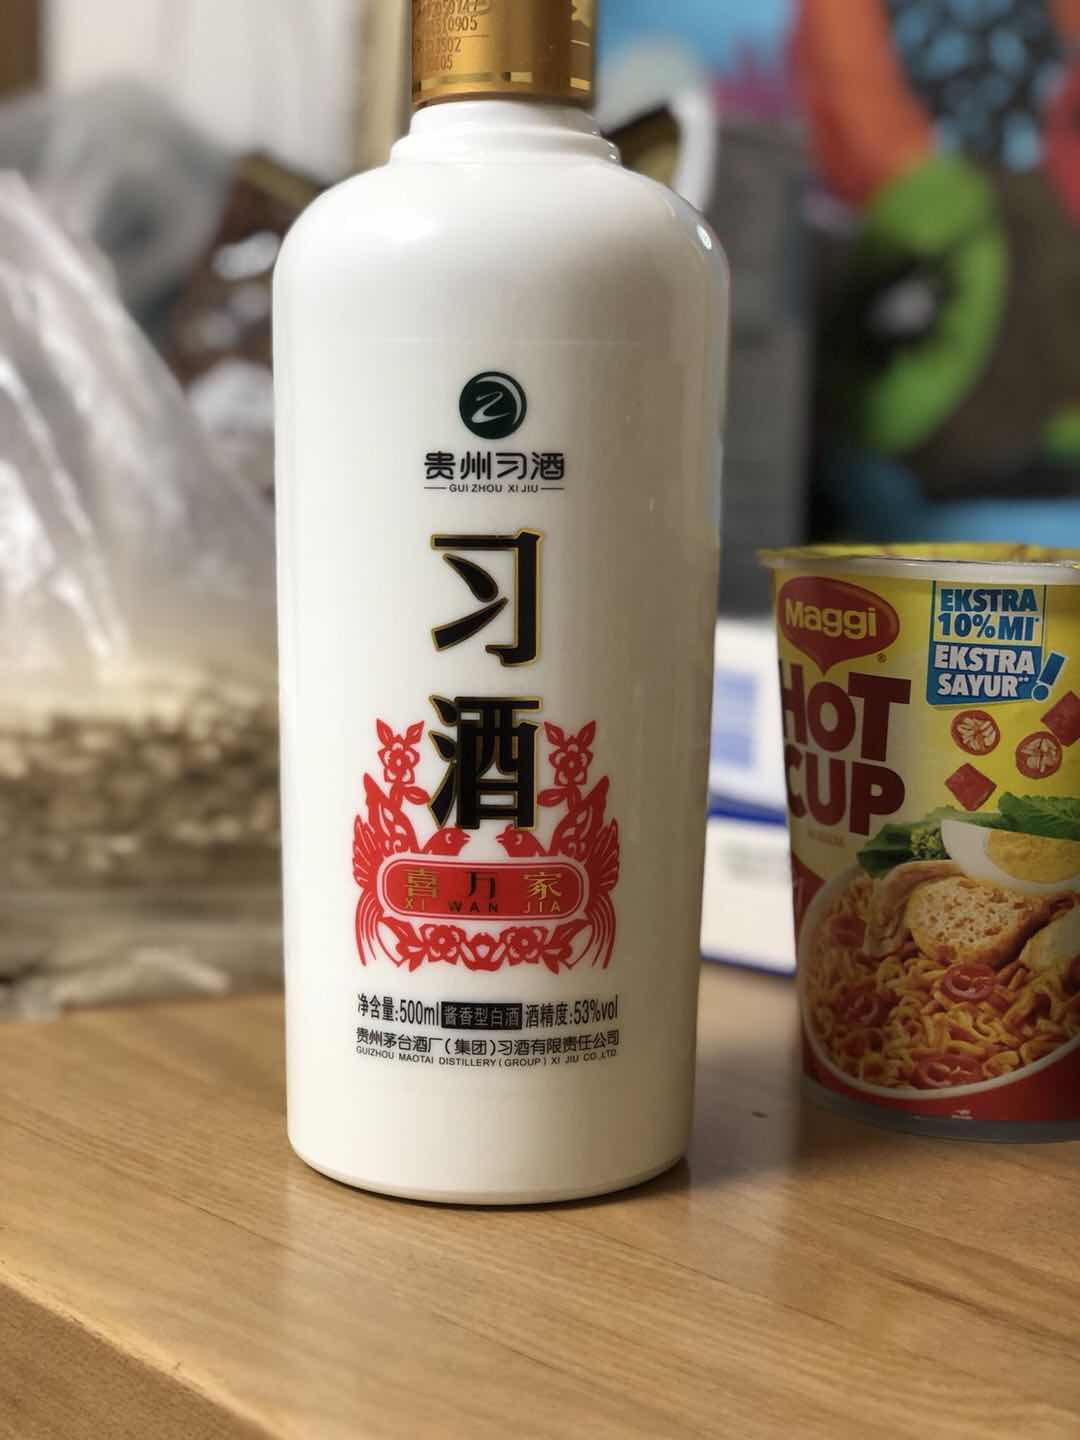 510905
贵州习酒
GUI ZHOU XI JIU
习
酒
喜万家
XI WAN JIA
净含量:500ml 酱香型白酒 酒精度:53%vol
贵州茅台酒厂(集团)习酒有限责任公司
GUIZHOU MAOTAI DISTILLERY (GROUP) XI JIU CO.,LTD.
Maggi
®
EKSTRA
10%MI*
EKSTRA
SAYUR**!
HOT
CUP